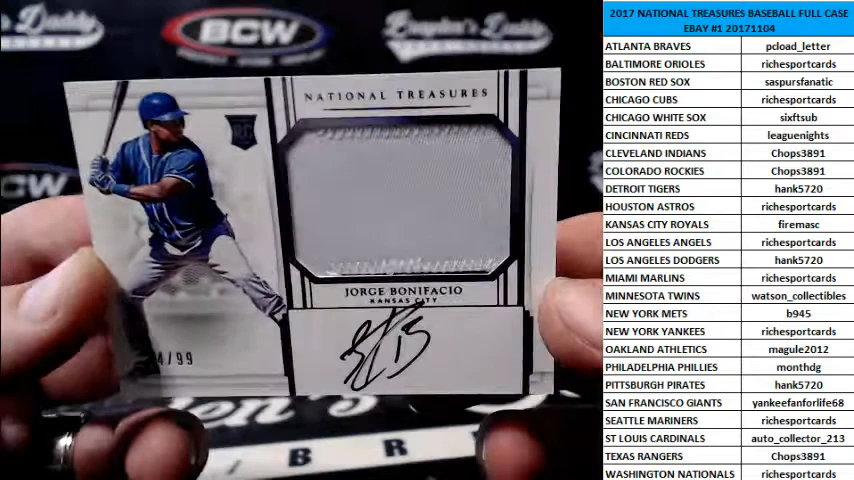 Brandon's Daddy
BCW
BCW
NATIONAL TREASURES
RC
JORGE BONIFACIO
KANSAS CITY
4/99
15
B R
2017 NATIONAL TREASURES BASEBALL FULL CASE
EBAY #1 20171104
ATLANTA BRAVES pcload_letter
BALTIMORE ORIOLES richesportcards
BOSTON RED SOX saspursfanatic
CHICAGO CUBS richesportcards
CHICAGO WHITE SOX sixftsub
CINCINNATI REDS leaguenights
CLEVELAND INDIANS Chops3891
COLORADO ROCKIES Chops3891
DETROIT TIGERS hank5720
HOUSTON ASTROS richesportcards
KANSAS CITY ROYALS firemasc
LOS ANGELES ANGELS richesportcards
LOS ANGELES DODGERS hank5720
MIAMI MARLINS richesportcards
MINNESOTA TWINS watson_collectibles
NEW YORK METS b945
NEW YORK YANKEES richesportcards
OAKLAND ATHLETICS magule2012
PHILADELPHIA PHILLIES monthdg
PITTSBURGH PIRATES hank5720
SAN FRANCISCO GIANTS yankeefanforlife68
SEATTLE MARINERS richesportcards
ST LOUIS CARDINALS auto_collector_213
TEXAS RANGERS Chops3891
WASHINGTON NATIONALS richesportcards